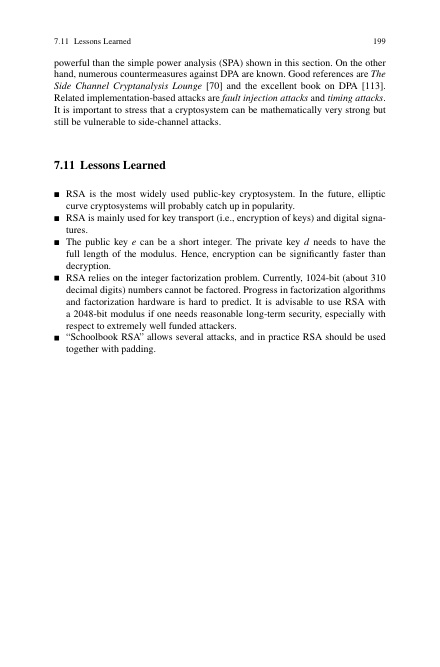 7.11 Lessons Learned 199
powerful than the simple power analysis (SPA) shown in this section. On the other
hand, numerous countermeasures against DPA are known. Good references are The
Side Channel Cryptanalysis Lounge [70] and the excellent book on DPA [113].
Related implementation-based attacks are fault injection attacks and timing attacks.
It is important to stress that a cryptosystem can be mathematically very strong but
still be vulnerable to side-channel attacks.
7.11 Lessons Learned
■ RSA is the most widely used public-key cryptosystem. In the future, elliptic
curve cryptosystems will probably catch up in popularity.
■ RSA is mainly used for key transport (i.e., encryption of keys) and digital signa-
tures.
■ The public key e can be a short integer. The private key d needs to have the
full length of the modulus. Hence, encryption can be significantly faster than
decryption.
■ RSA relies on the integer factorization problem. Currently, 1024-bit (about 310
decimal digits) numbers cannot be factored. Progress in factorization algorithms
and factorization hardware is hard to predict. It is advisable to use RSA with
a 2048-bit modulus if one needs reasonable long-term security, especially with
respect to extremely well funded attackers.
■ “Schoolbook RSA” allows several attacks, and in practice RSA should be used
together with padding.